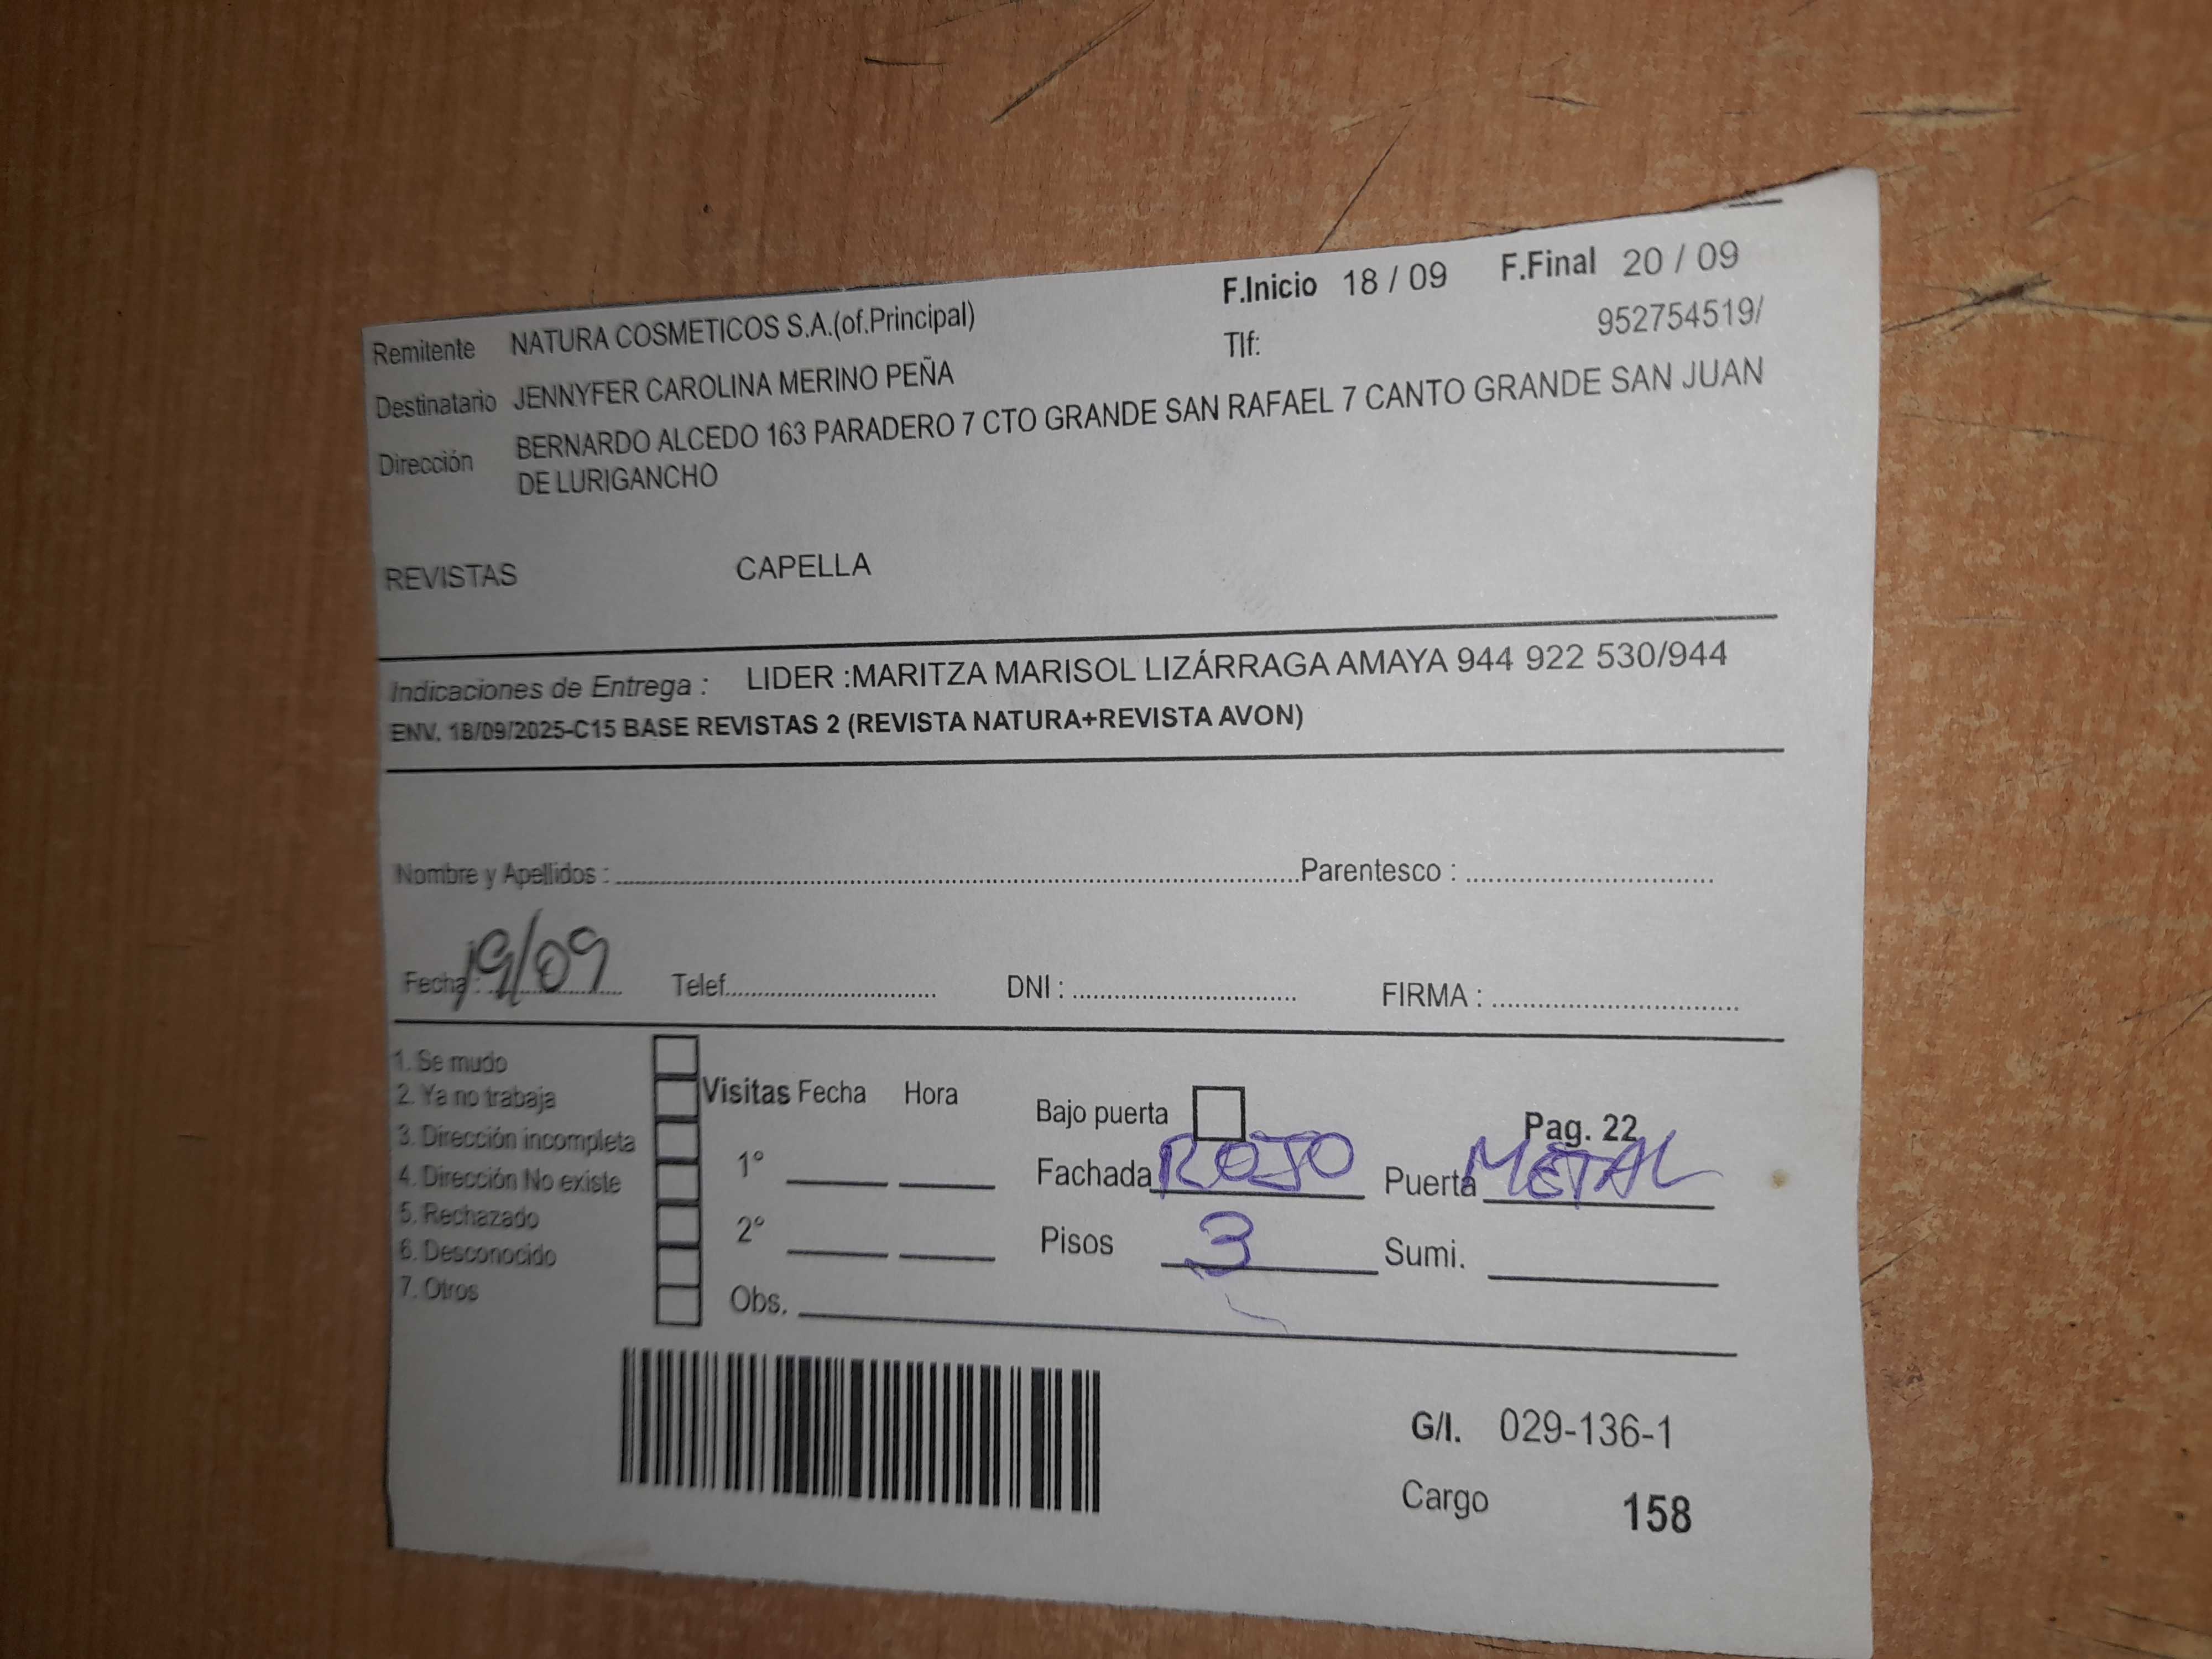 F.Inicio 18 / 09 F.Final 20 / 09
Remitente NATURA COSMETICOS S.A.(of.Principal) Tlf: 952754519/
Destinatario JENNYFER CAROLINA MERINO PEÑA
Dirección BERNARDO ALCEDO 163 PARADERO 7 CTO GRANDE SAN RAFAEL 7 CANTO GRANDE SAN JUAN
DE LURIGANCHO
REVISTAS CAPELLA
Indicaciones de Entrega : LIDER :MARITZA MARISOL LIZÁRRAGA AMAYA 944 922 530/944
ENV. 18/09/2025-C15 BASE REVISTAS 2 (REVISTA NATURA+REVISTA AVON)
Nombre y Apellidos : Parentesco :
Fecha : 19/09 Telef. DNI : FIRMA :
1. Se mudo
2. Ya no trabaja
3. Dirección incompleta
4. Dirección No existe
5. Rechazado
6. Desconocido
7. Otros
Visitas Fecha Hora
1°
2°
Obs.
Bajo puerta Pag. 22
Fachada ROJO Puerta METAL
Pisos 3 Sumi.
G/I. 029-136-1
Cargo 158